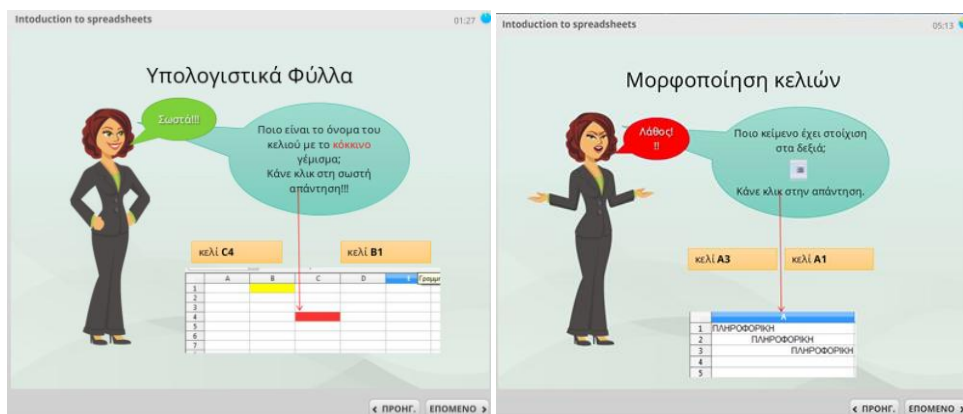 Intoduction to spreadsheets
01:27
Υπολογιστικά Φύλλα
Σωστά!!!
Ποιο είναι το όνομα του
κελιού με το κόκκινο
γέμισμα;
Κάνε κλικ στη σωστή
απάντηση!!!
κελί C4
κελί B1
A B C D
1
2
3
4
5
6
7
‹ ΠΡΟΗΓ.
ΕΠΟΜΕΝΟ ›
Intoduction to spreadsheets
05:13
Μορφοποίηση κελιών
Λάθος!
!!
Ποιο κείμενο έχει στοίχιση
στα δεξιά;
Κάνε κλικ στην απάντηση.
κελί A3
κελί A1
A
1 ΠΛΗΡΟΦΟΡΙΚΗ
2 ΠΛΗΡΟΦΟΡΙΚΗ
3 ΠΛΗΡΟΦΟΡΙΚΗ
4
5
‹ ΠΡΟΗΓ.
ΕΠΟΜΕΝΟ ›